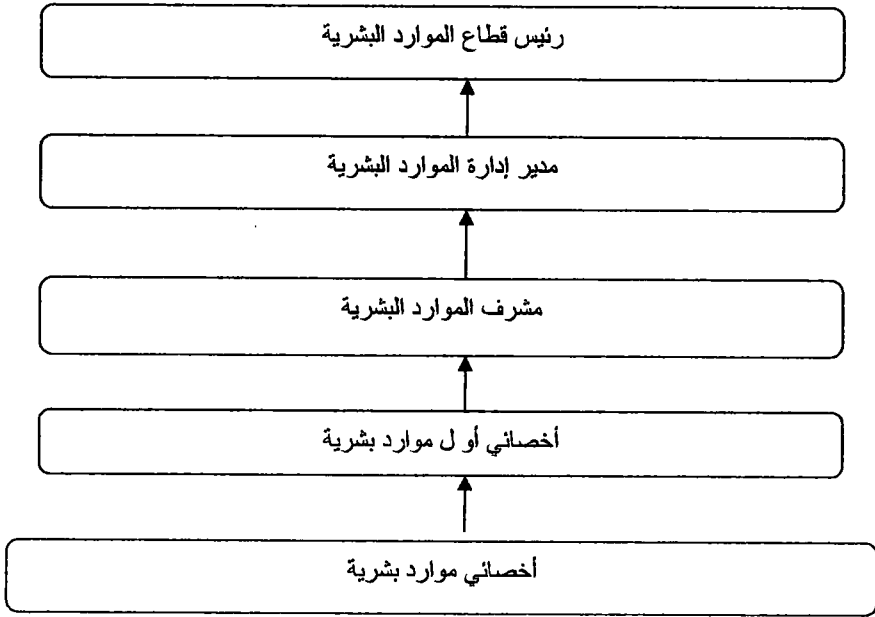 رئيس قطاع الموارد البشرية
مدير إدارة الموارد البشرية
مشرف الموارد البشرية
أخصائي أو ل موارد بشرية
أخصائي موارد بشرية